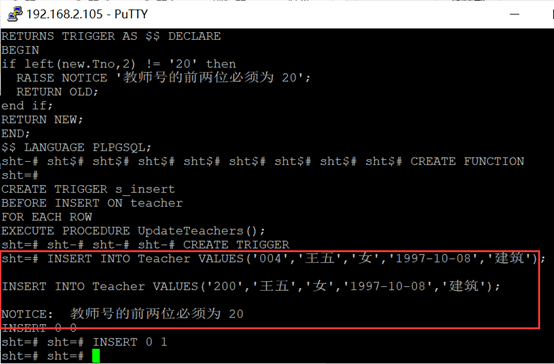 192.168.2.105 - PuTTY
RETURNS TRIGGER AS $$ DECLARE
BEGIN
if left(new.Tno,2) != '20' then
RAISE NOTICE '教师号的前两位必须为 20';
RETURN OLD;
end if;
RETURN NEW;
END;
$$ LANGUAGE PLPGSQL;
sht-# sht$# sht$# sht$# sht$# sht$# sht$# sht$# sht$# CREATE FUNCTION
sht=#
CREATE TRIGGER s_insert
BEFORE INSERT ON teacher
FOR EACH ROW
EXECUTE PROCEDURE UpdateTeachers();
sht=# sht-# sht-# sht-# CREATE TRIGGER
sht=# INSERT INTO Teacher VALUES('004','王五','女','1997-10-08','建筑');
INSERT INTO Teacher VALUES('200','王五','女','1997-10-08','建筑');
NOTICE:  教师号的前两位必须为 20
INSERT 0 0
sht=# sht=# INSERT 0 1
sht=# sht=#